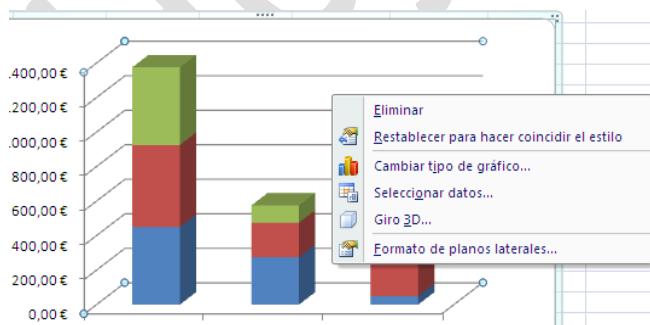 .400,00 €
.200,00 €
.000,00 €
800,00 €
600,00 €
400,00 €
200,00 €
0,00 €
Eliminar
Restablecer para hacer coincidir el estilo
Cambiar tipo de gráfico...
Seleccionar datos...
Giro 3D...
Formato de planos laterales...